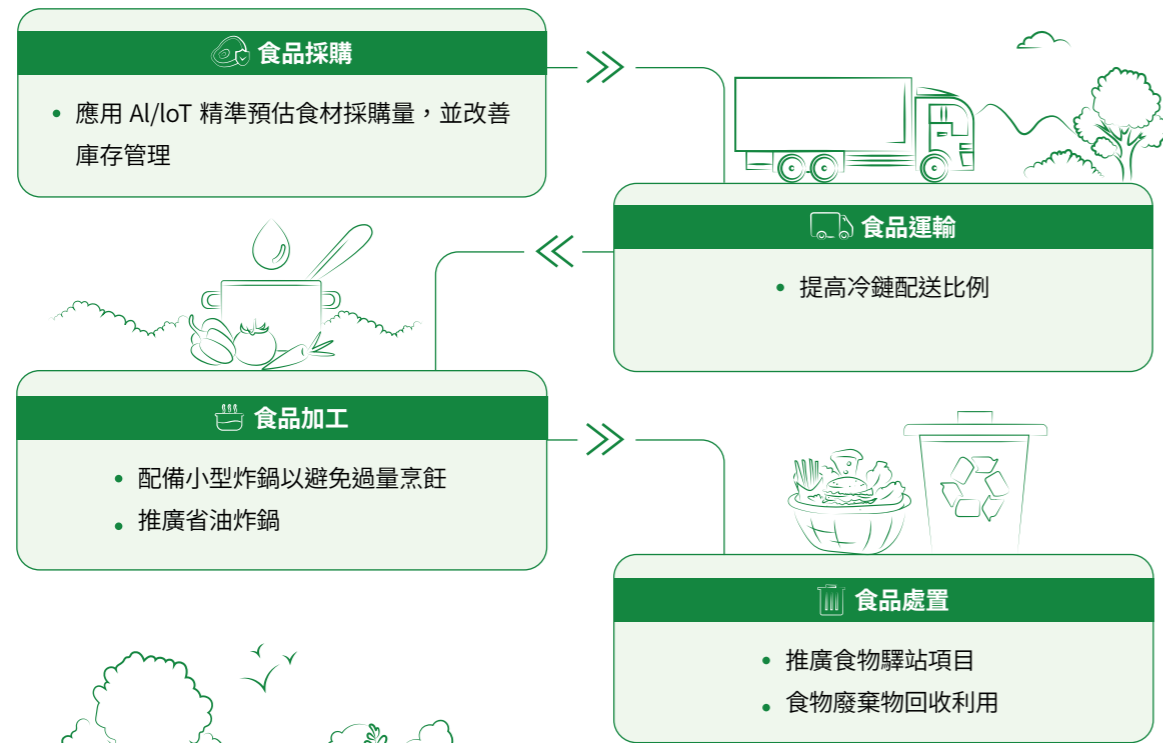 食品採購
• 應用 AI/IoT 精準預估食材採購量，並改善
庫存管理
食品運輸
• 提高冷鏈配送比例
食品加工
• 配備小型炸鍋以避免過量烹飪
• 推廣省油炸鍋
食品處置
• 推廣食物驛站項目
• 食物廢棄物回收利用